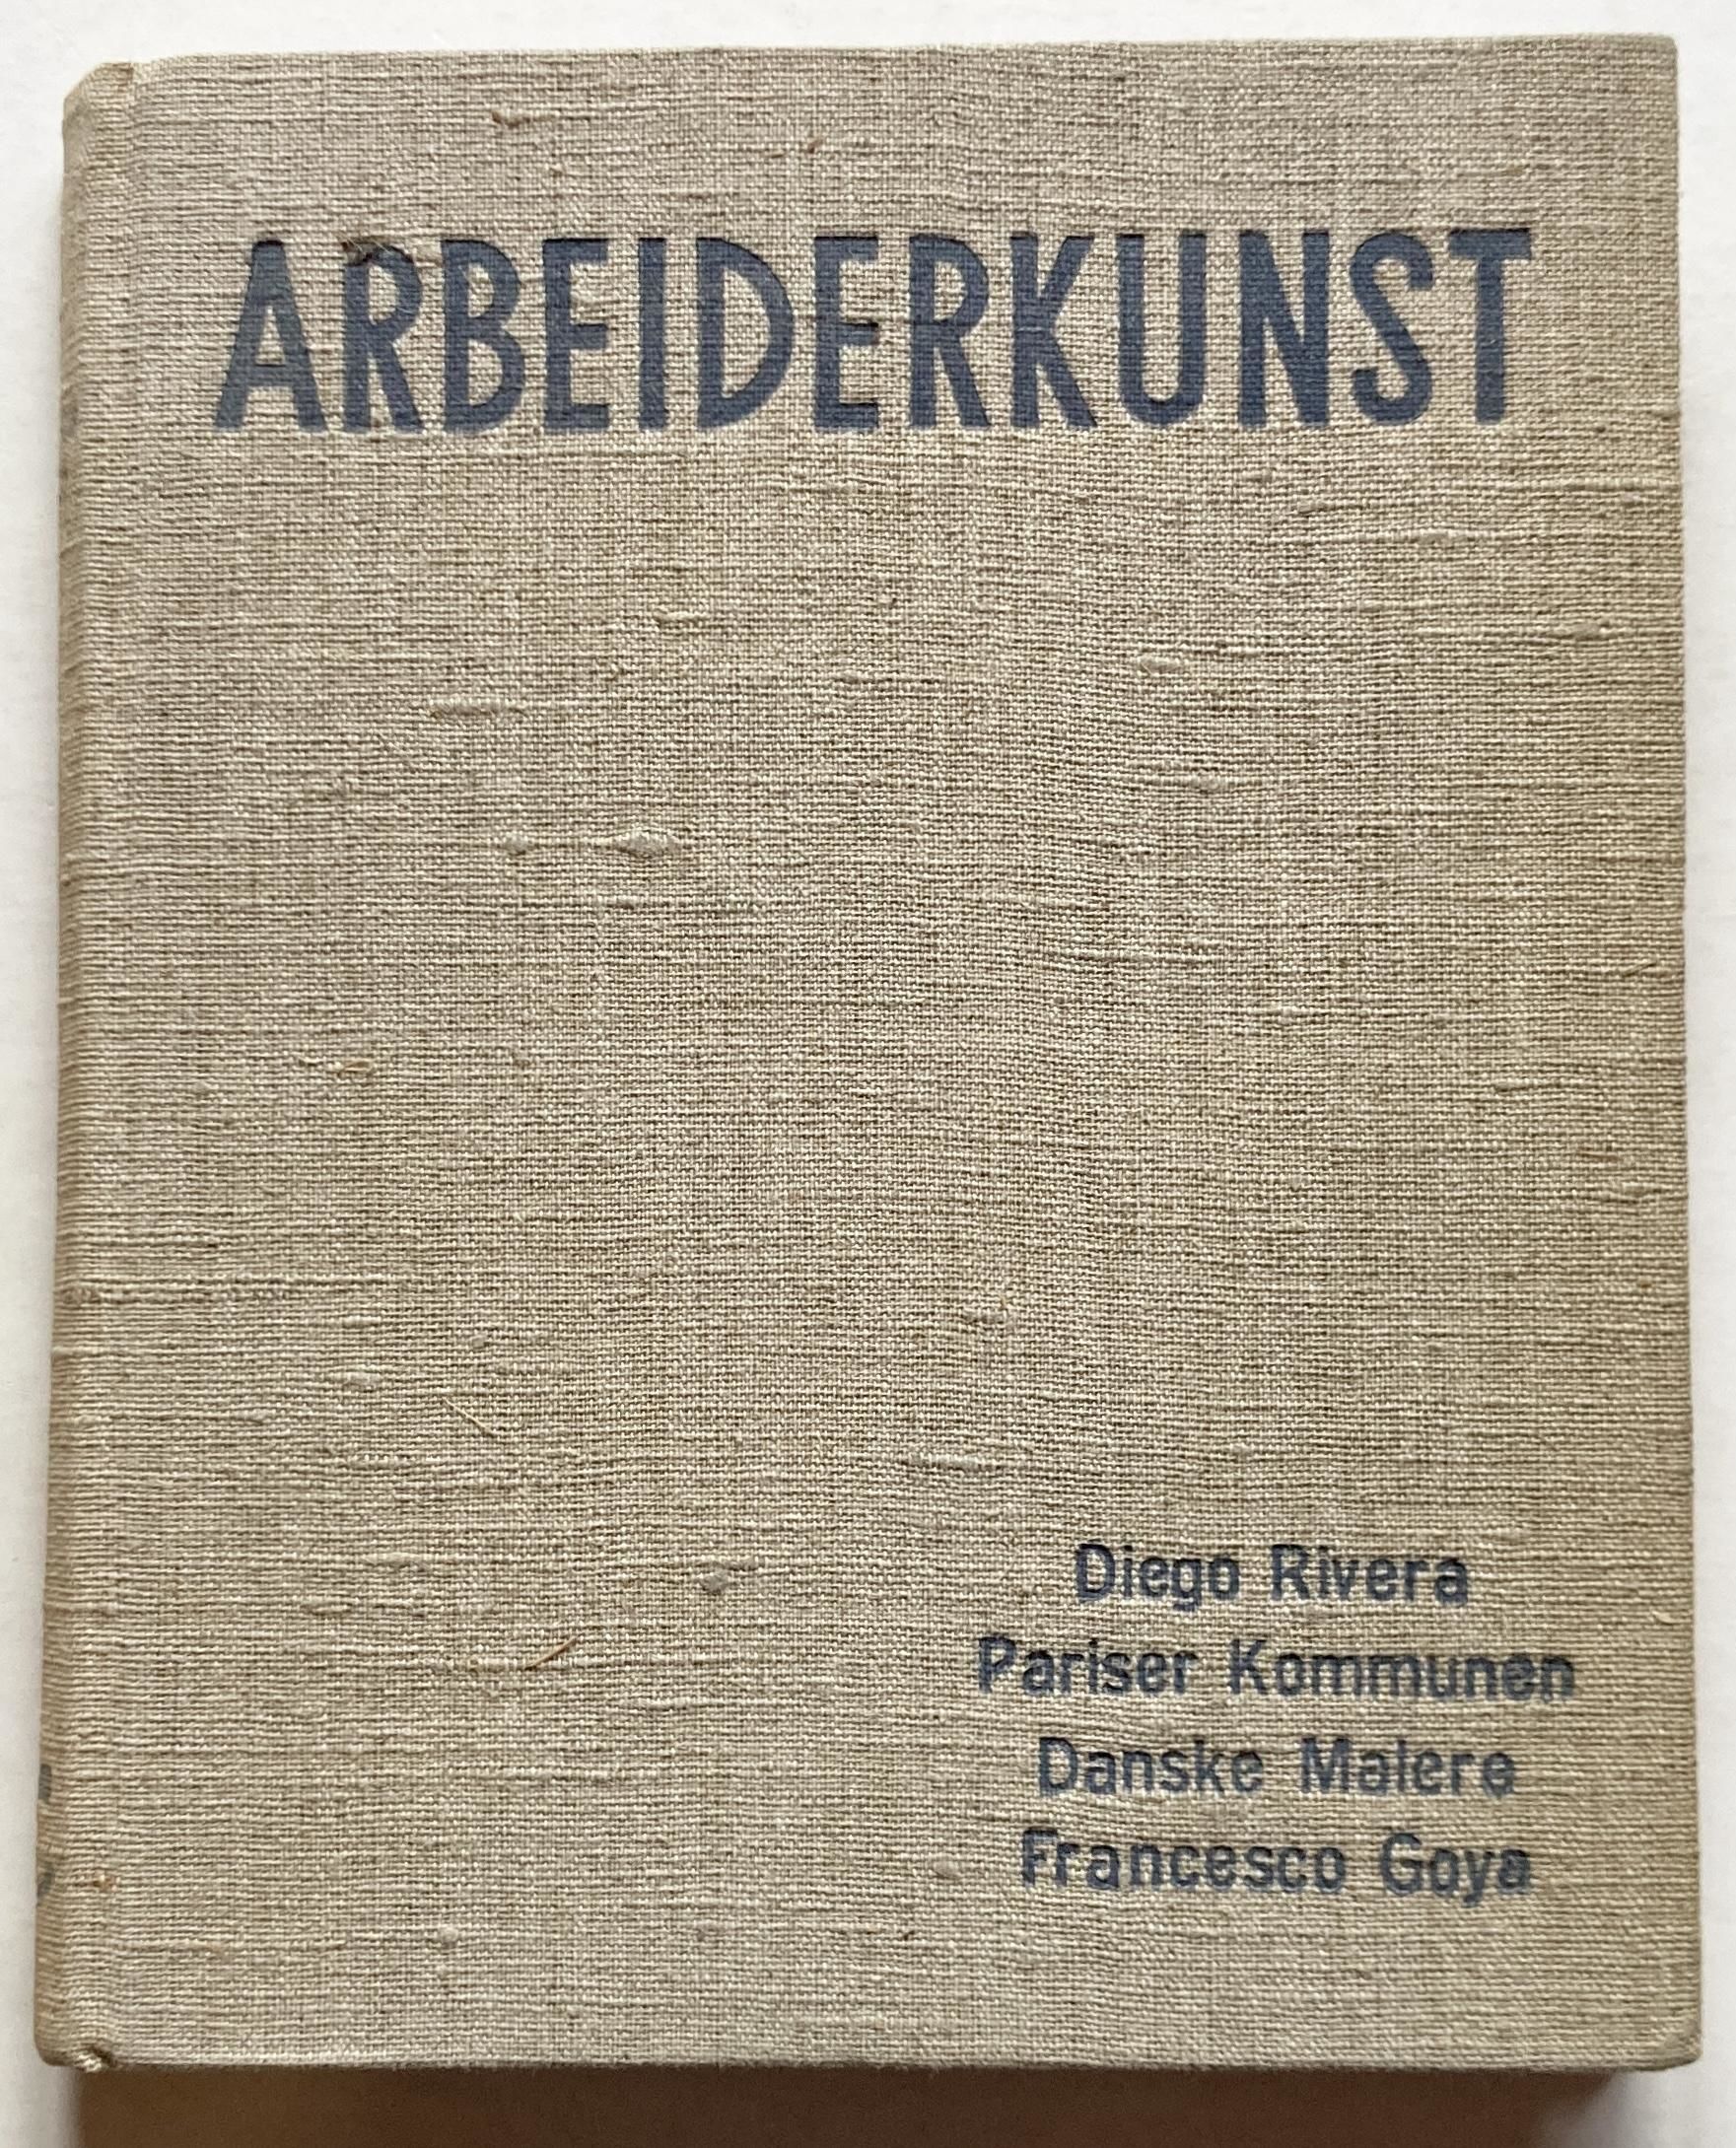 ARBEIDERKUNST
Diego Rivera
Pariser Kommunen
Danske Malere
Francesco Goya